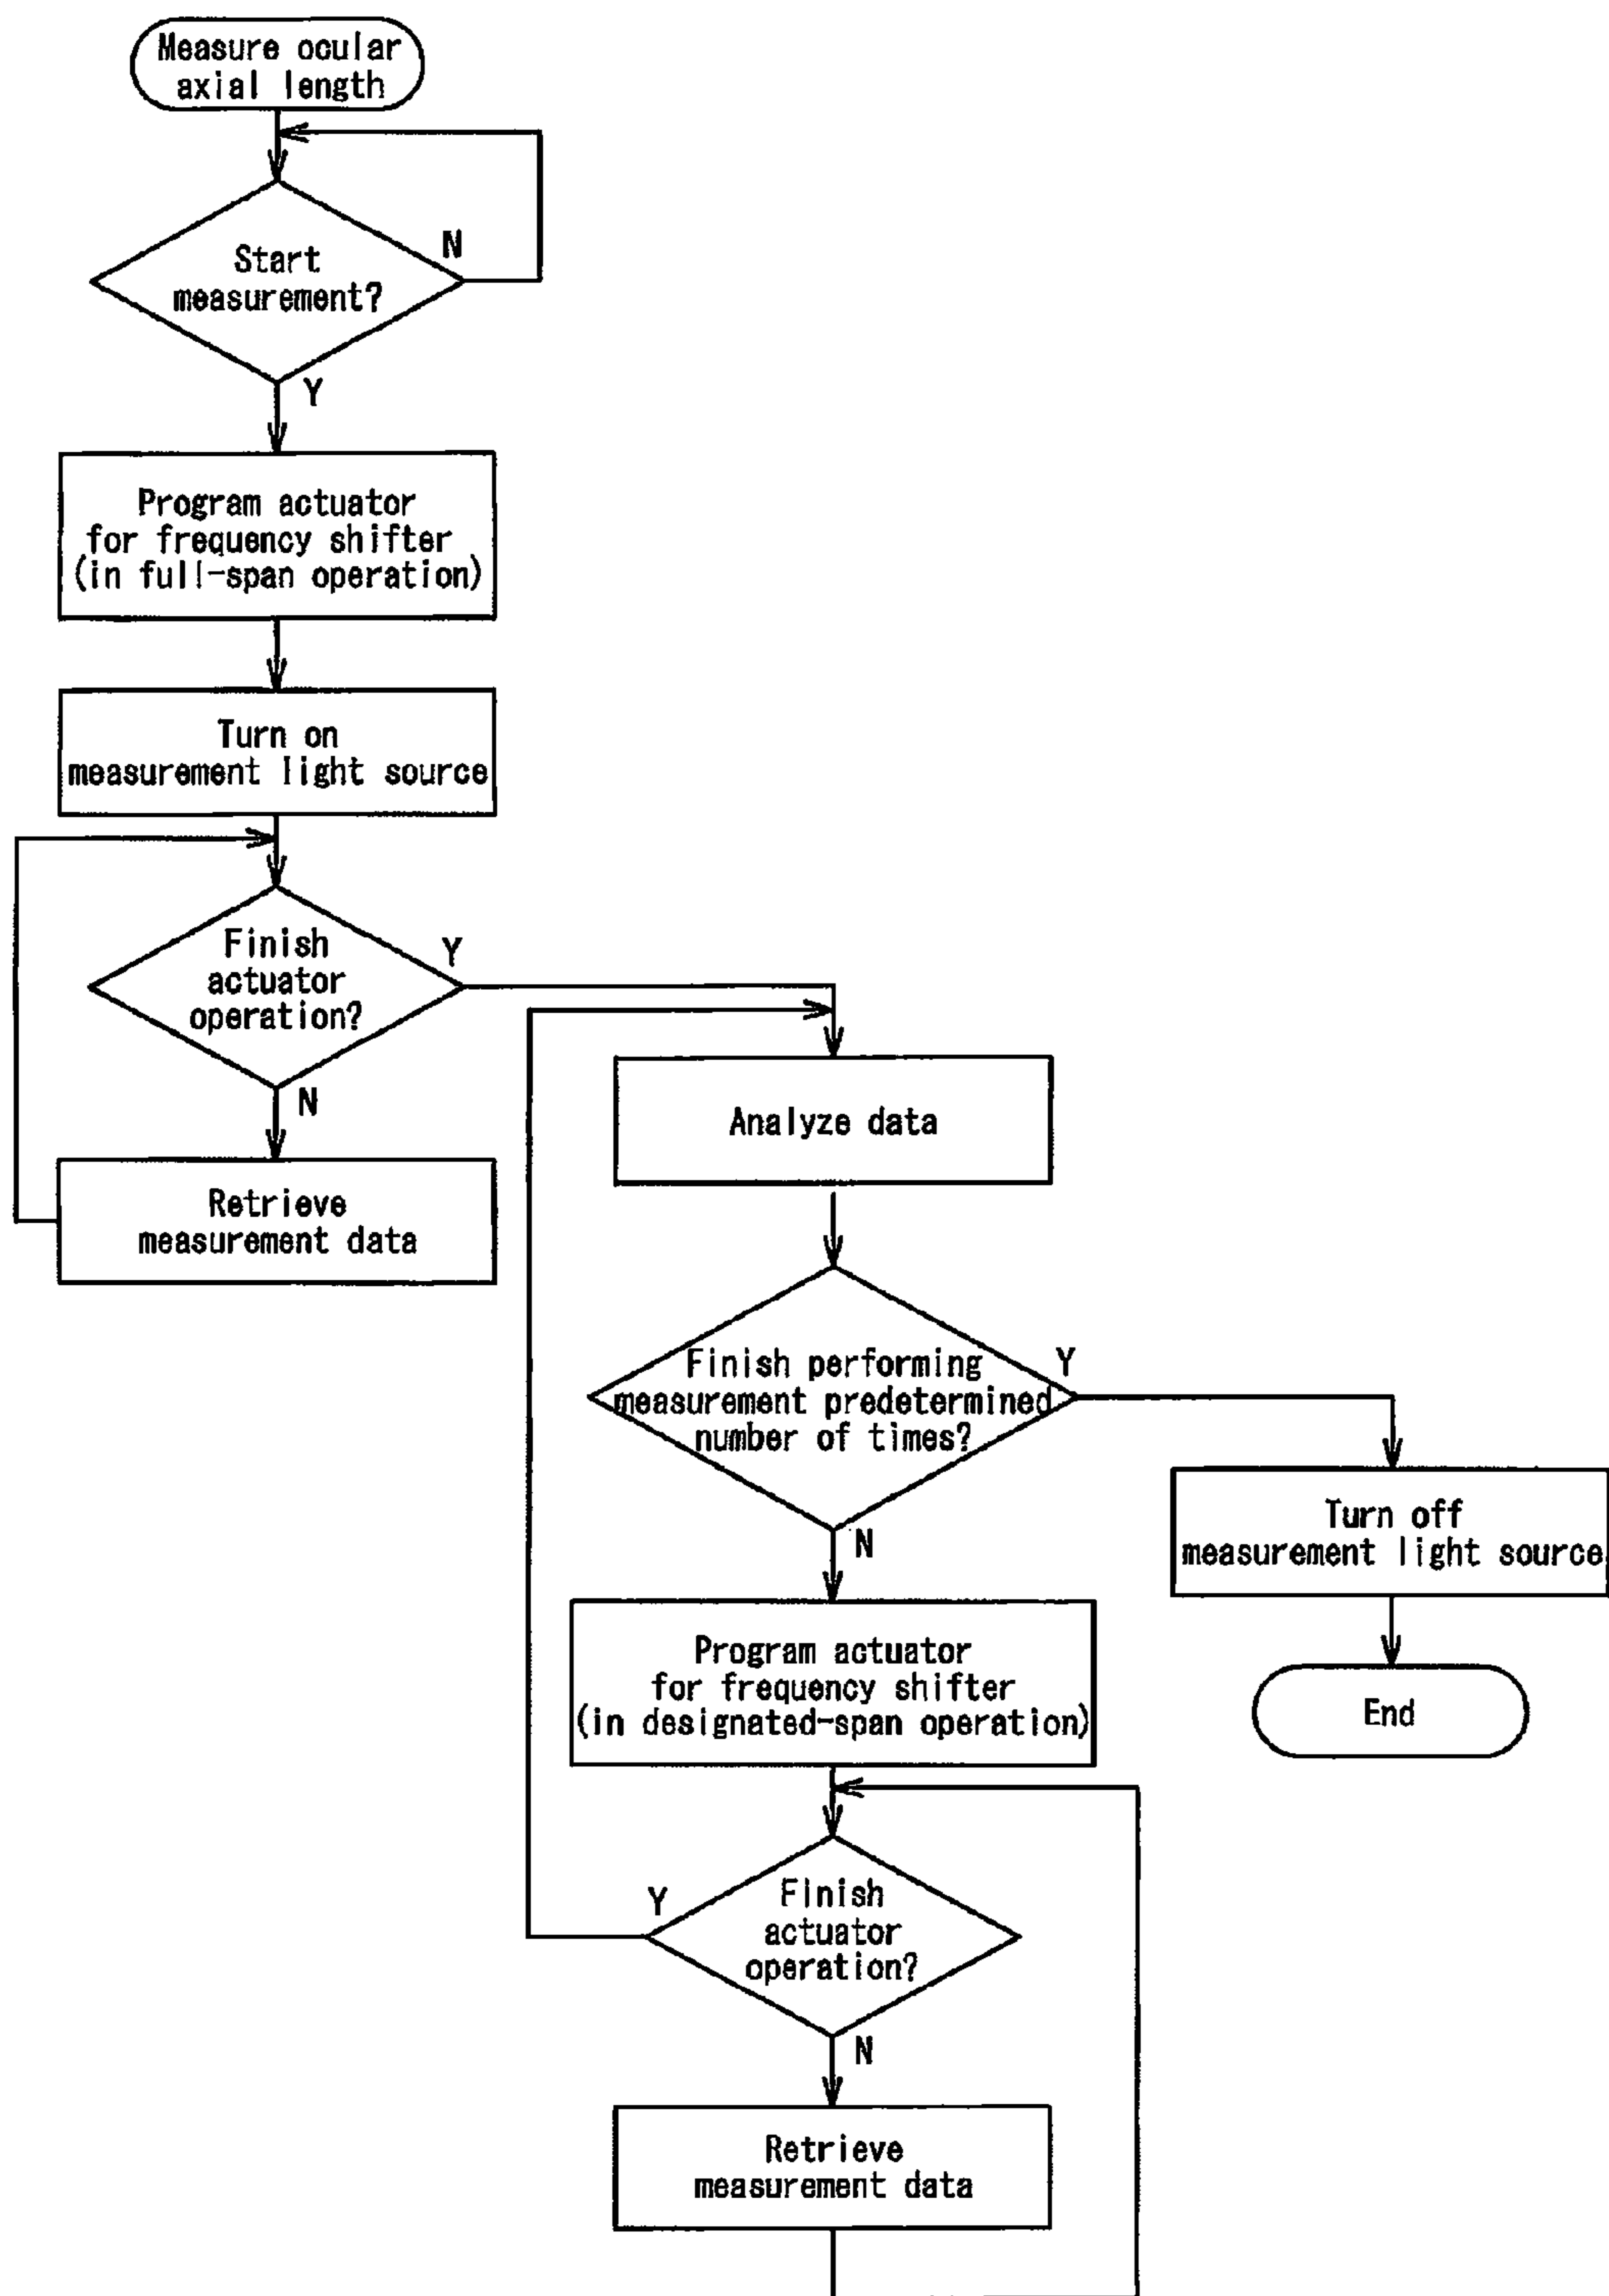 Measure ocular
axial length
Start
measurement?
N
Y
Program actuator
for frequency shifter
(in full-span operation)
Turn on
measurement light source
Finish
actuator
operation?
Y
N
Retrieve
measurement data
Analyze data
Finish performing
measurement predetermined
number of times?
Y
N
Turn off
measurement light source
End
Program actuator
for frequency shifter
(in designated-span operation)
Finish
actuator
operation?
Y
N
Retrieve
measurement data